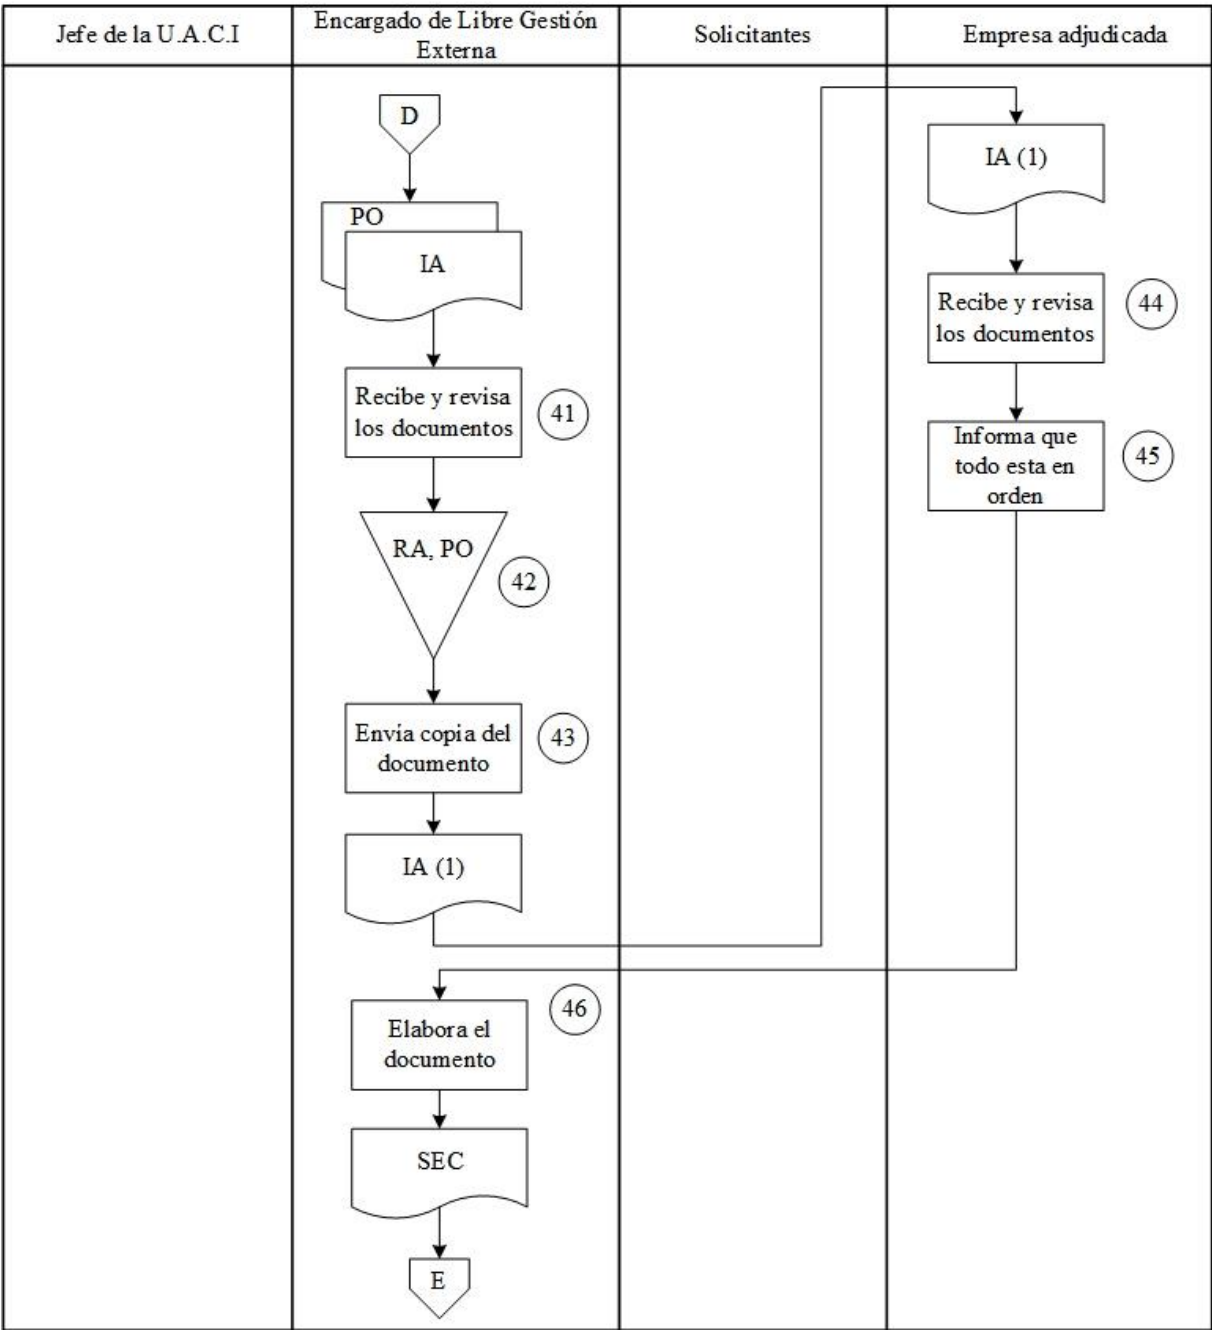 Jefe de la U.A.C.I
Encargado de Libre Gestión
Externa
Solicitantes
Empresa adjudicada
D
PO
IA
Recibe y revisa
los documentos
41
RA, PO
42
Envía copia del
documento
43
IA (1)
IA (1)
Recibe y revisa
los documentos
44
Informa que
todo esta en
orden
45
Elabora el
documento
46
SEC
E